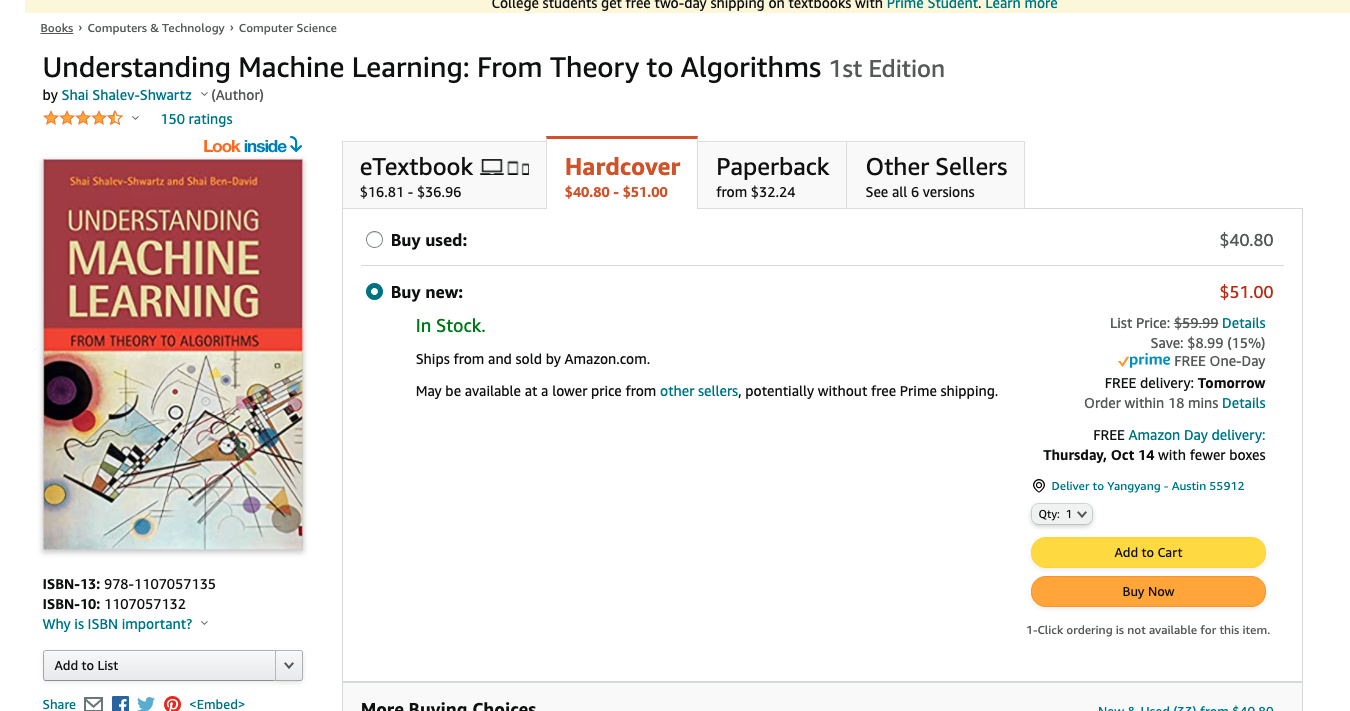 College students get free two-day shipping on textbooks with Prime Student. Learn more
Books › Computers & Technology › Computer Science
Understanding Machine Learning: From Theory to Algorithms 1st Edition
by Shai Shalev-Shwartz (Author)
150 ratings
Look inside
Shai Shalev-Shwartz and Shai Ben-David
UNDERSTANDING
MACHINE
LEARNING
FROM THEORY TO ALGORITHMS
ISBN-13: 978-1107057135
ISBN-10: 1107057132
Why is ISBN important?
Add to List
Share <Embed>
eTextbook
$16.81 - $36.96
Hardcover
$40.80 - $51.00
Paperback
from $32.24
Other Sellers
See all 6 versions
Buy used: $40.80
Buy new: $51.00
In Stock.
Ships from and sold by Amazon.com.
May be available at a lower price from other sellers, potentially without free Prime shipping.
List Price: $59.99 Details
Save: $8.99 (15%)
prime FREE One-Day
FREE delivery: Tomorrow
Order within 18 mins Details
FREE Amazon Day delivery:
Thursday, Oct 14 with fewer boxes
Deliver to Yangyang - Austin 55912
Qty: 1
Add to Cart
Buy Now
1-Click ordering is not available for this item.
More Buying Choices
New & Used (33) from $40.80